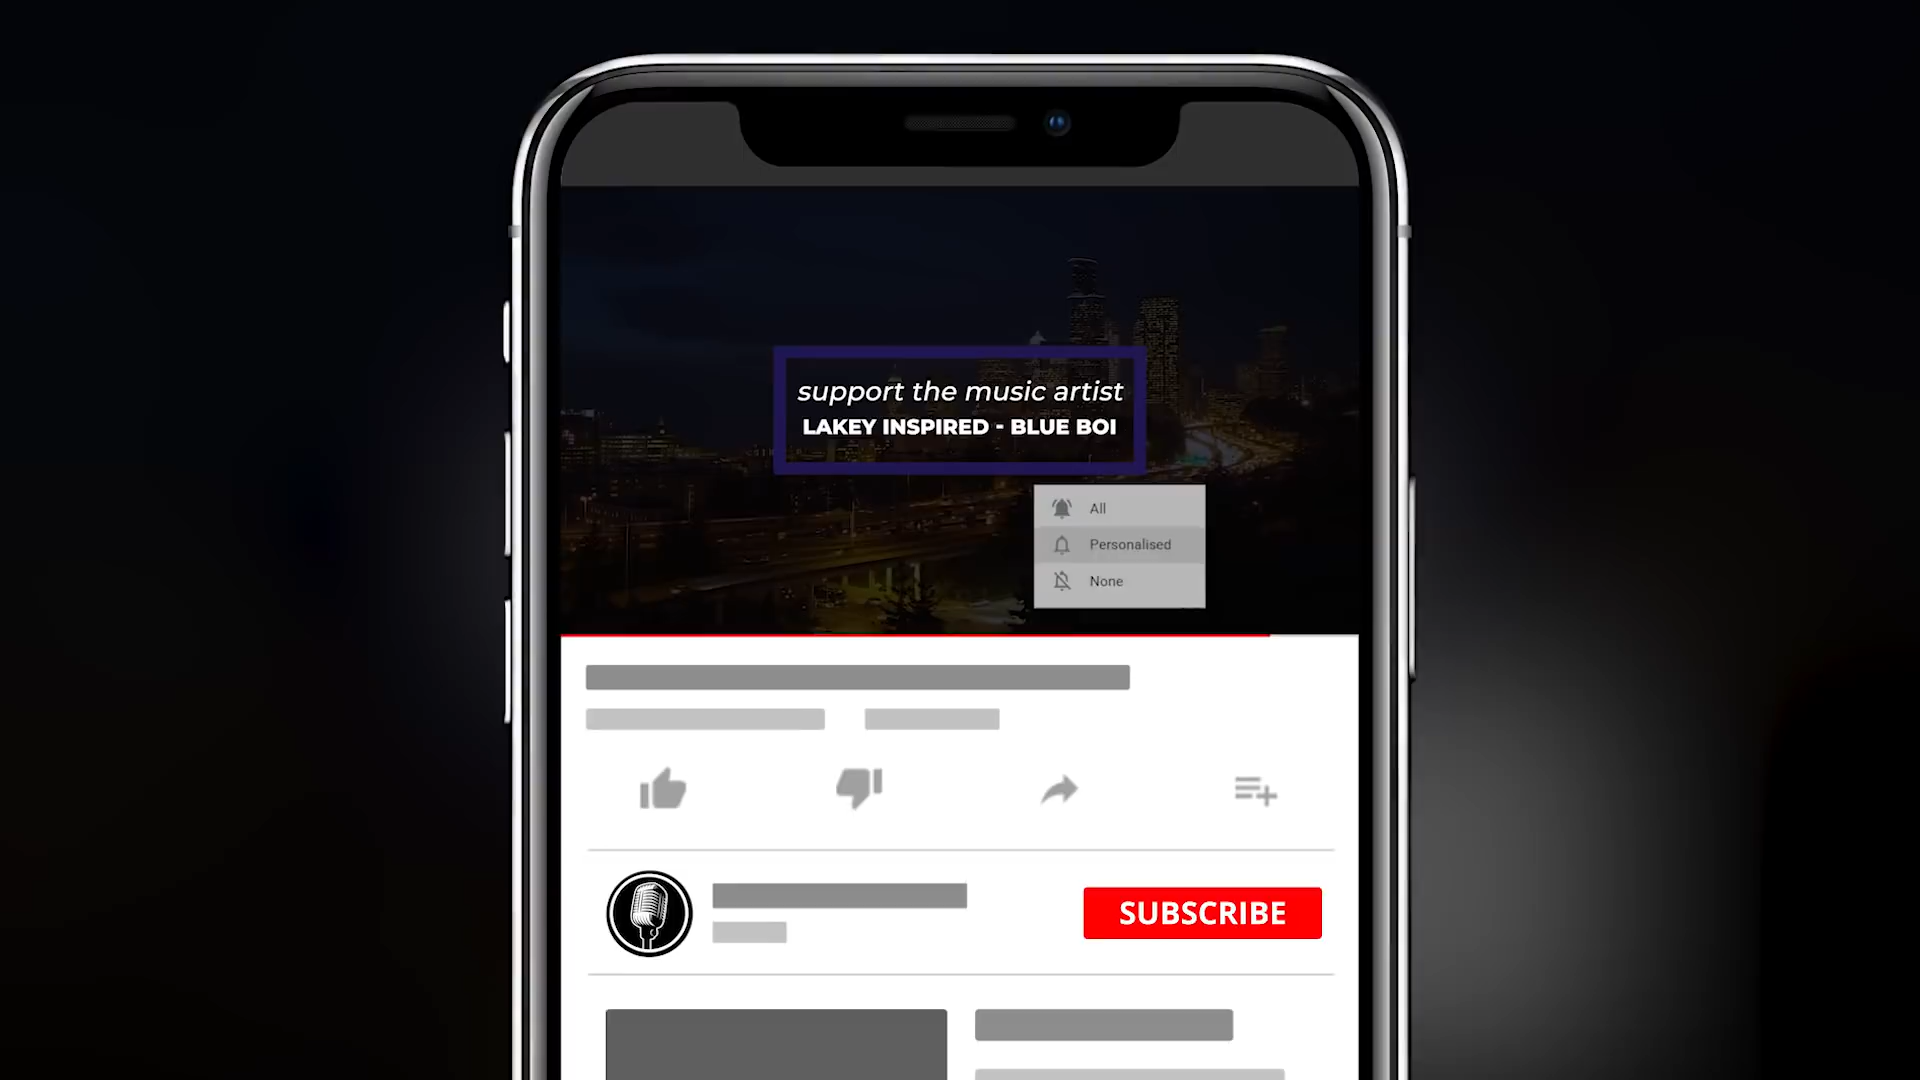 support the music artist
LAKEY INSPIRED - BLUE BOI
All
Personalised
None
SUBSCRIBE